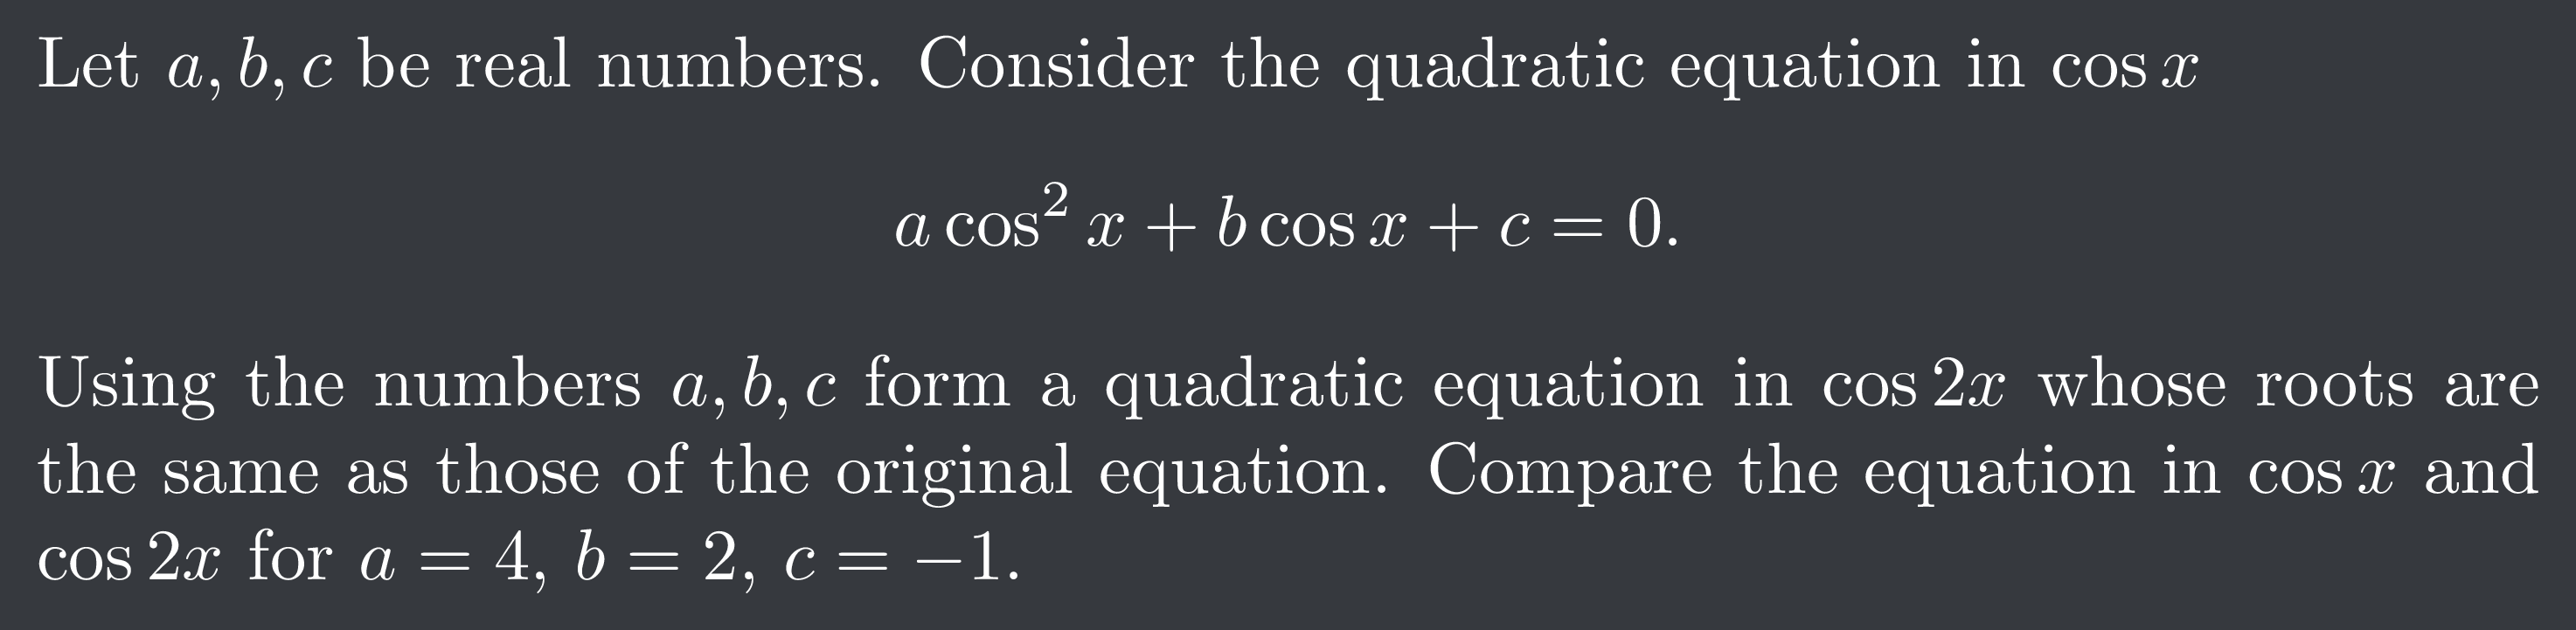 Let a, b, c be real numbers. Consider the quadratic equation in cos x
a cos² x + b cos x + c = 0.
Using the numbers a, b, c form a quadratic equation in cos 2x whose roots are
the same as those of the original equation. Compare the equation in cos x and
cos 2x for a = 4, b = 2, c = −1.